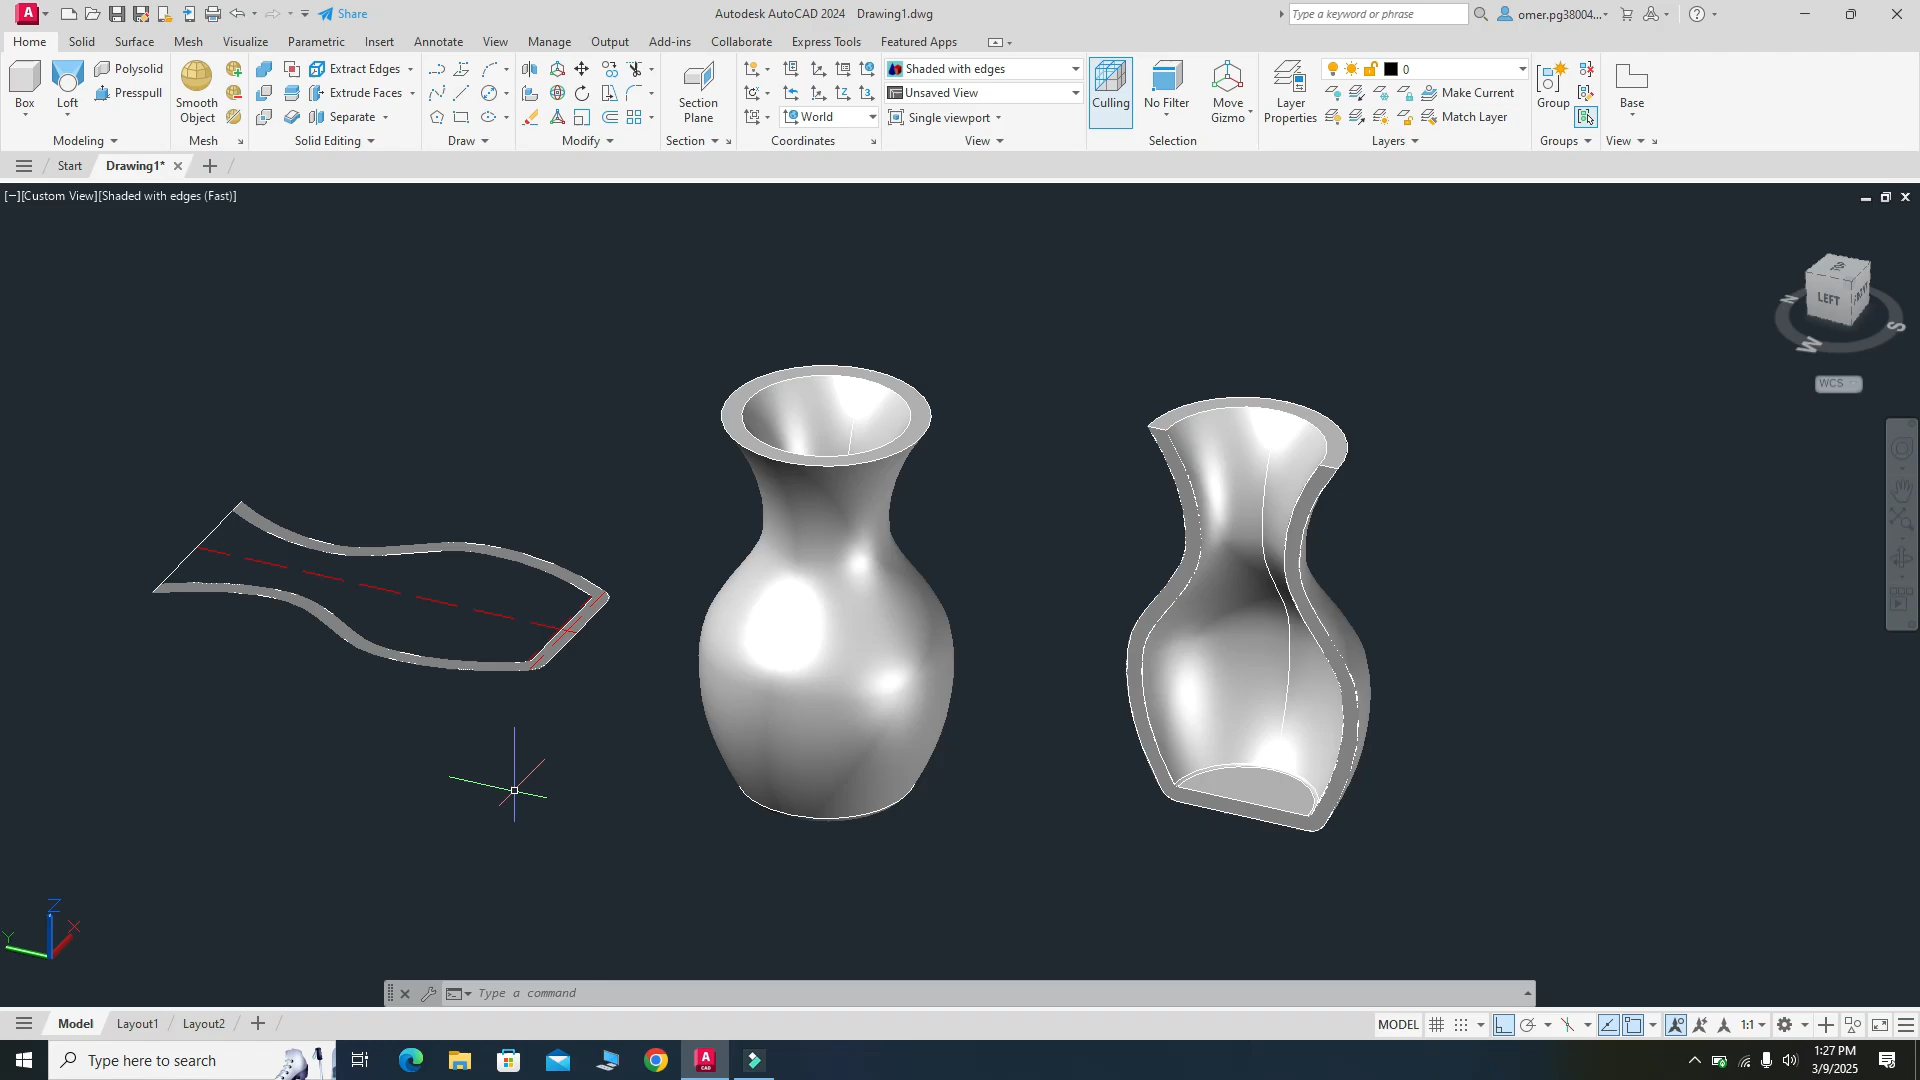 Share
Autodesk AutoCAD 2024 Drawing1.dwg
Type a keyword or phrase
omer.pg38004...
Home Solid Surface Mesh Visualize Parametric Insert Annotate View Manage Output Add-ins Collaborate Express Tools Featured Apps
Box
Loft
Polysolid
Presspull
Modeling
Smooth
Object
Mesh
Extract Edges
Extrude Faces
Separate
Solid Editing
Draw
Modify
Section
Plane
Section
World
Coordinates
Shaded with edges
Unsaved View
Single viewport
View
Culling
No Filter
Move
Gizmo
Selection
Layer
Properties
0
Make Current
Match Layer
Layers
Group
Groups
Base
View
Start
Drawing1*
[−][Custom View][Shaded with edges (Fast)]
LEFT
N
S
W
WCS
Z
X
Y
Type a command
Model Layout1 Layout2
MODEL
1:1
Type here to search
1:27 PM
3/9/2025